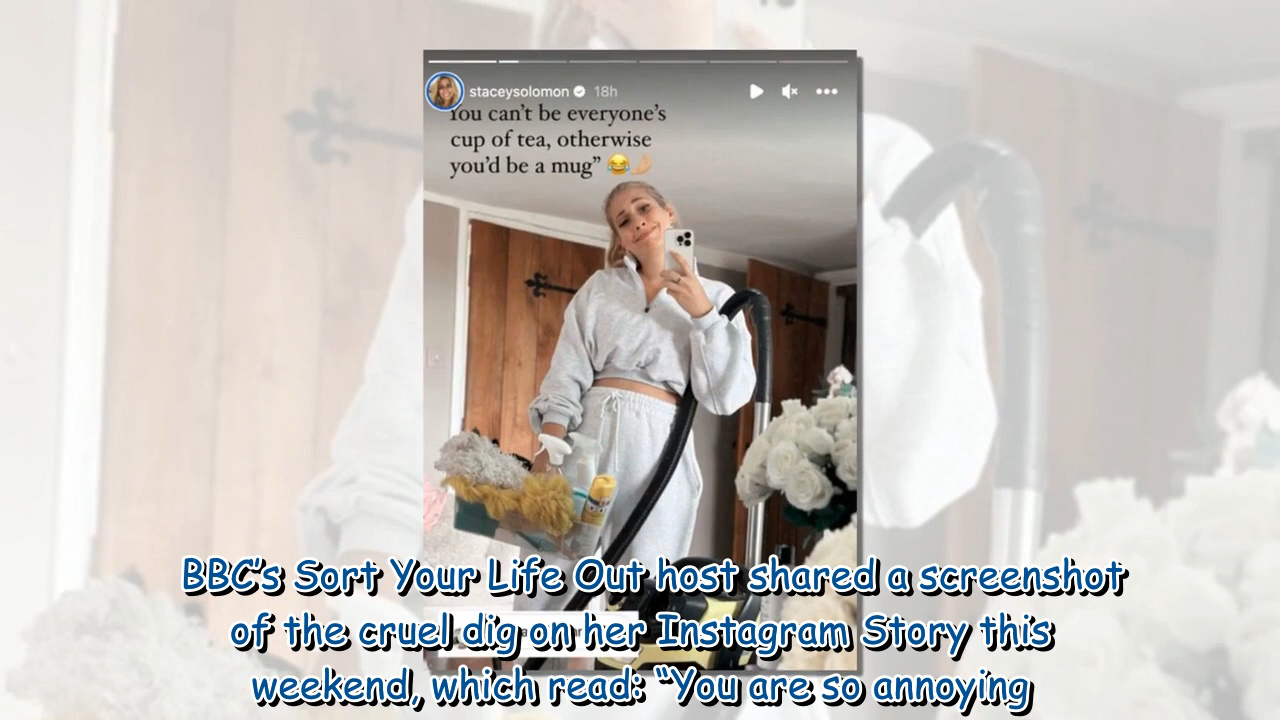 staceysolomon 18h
You can't be everyone's
cup of tea, otherwise
you'd be a mug” 😂🤌🏼
BBC's Sort Your Life Out host shared a screenshot
of the cruel dig on her Instagram Story this
weekend, which read: “You are so annoying